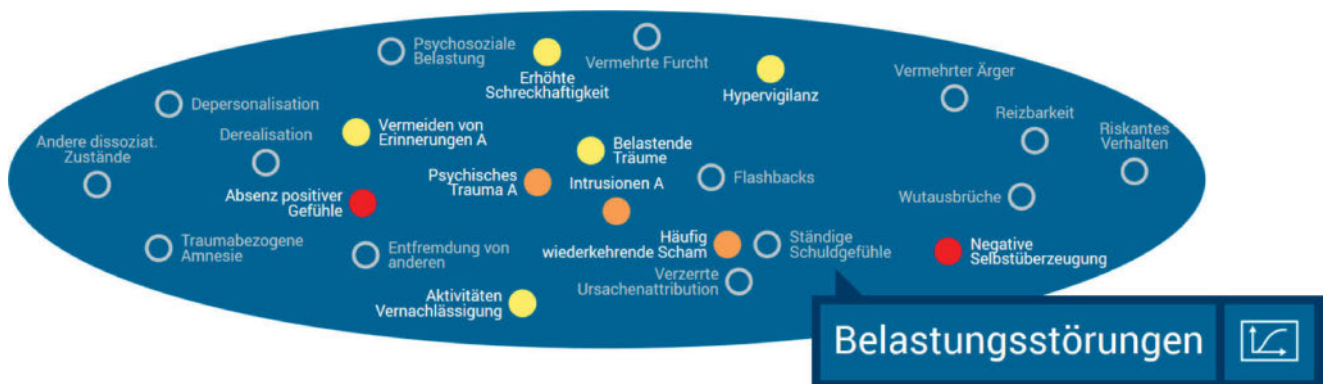 Psychosoziale
Belastung
Erhöhte
Schreckhaftigkeit
Vermehrte Furcht
Hypervigilanz
Vermehrter Ärger
Depersonalisation
Reizbarkeit
Andere dissoziat.
Zustände
Derealisation
Vermeiden von
Erinnerungen A
Belastende
Träume
Riskantes
Verhalten
Psychisches
Trauma A
Intrusionen A
Flashbacks
Absenz positiver
Gefühle
Wutausbrüche
Traumabezogene
Amnesie
Entfremdung von
anderen
Häufig
wiederkehrende Scham
Ständige
Schuldgefühle
Negative
Selbstüberzeugung
Verzerrte
Ursachenattribution
Aktivitäten
Vernachlässigung
Belastungsstörungen